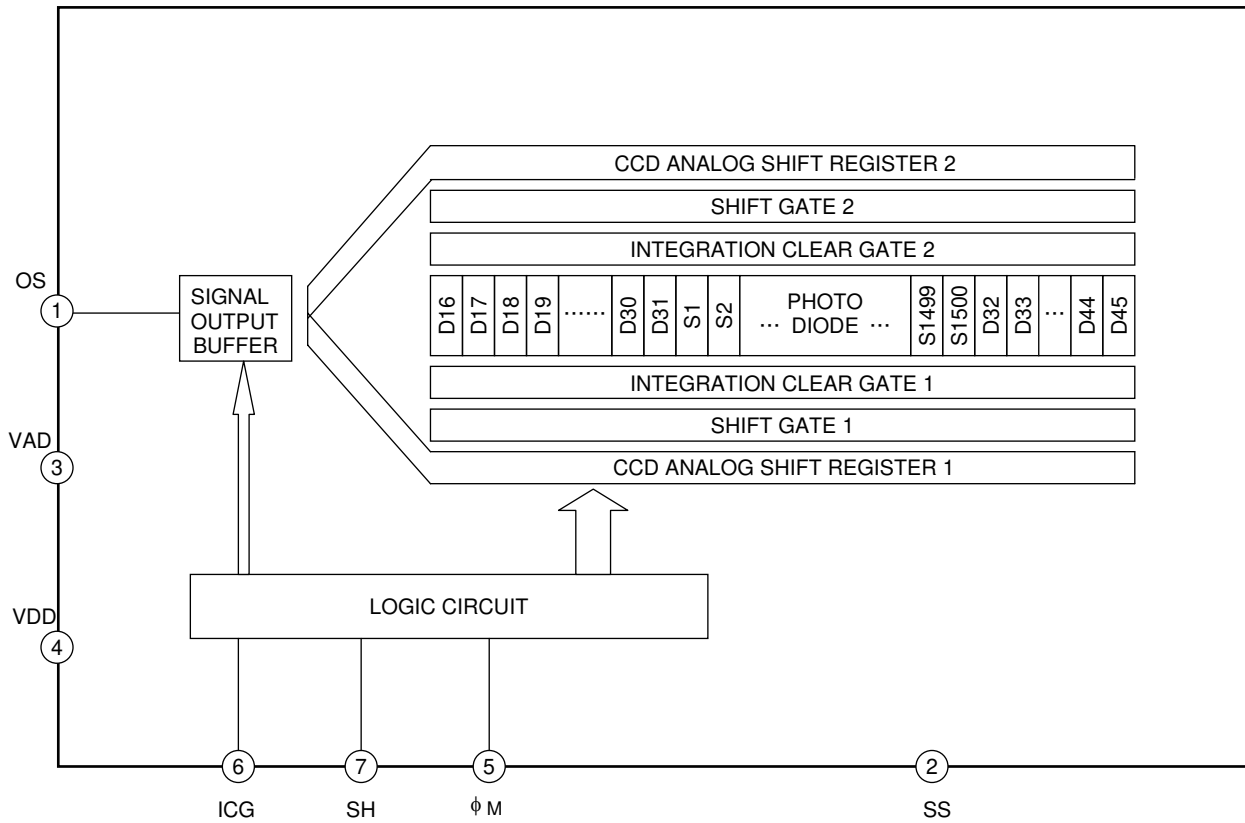 CCD ANALOG SHIFT REGISTER 2
SHIFT GATE 2
INTEGRATION CLEAR GATE 2
OS
1
SIGNAL
OUTPUT
BUFFER
D16 D17 D18 D19 ...... D30 D31 S1 S2 PHOTO
... DIODE ... S1499 S1500 D32 D33 ... D44 D45
INTEGRATION CLEAR GATE 1
SHIFT GATE 1
VAD
3
CCD ANALOG SHIFT REGISTER 1
LOGIC CIRCUIT
VDD
4
6 7 5 2
ICG SH ϕ M SS